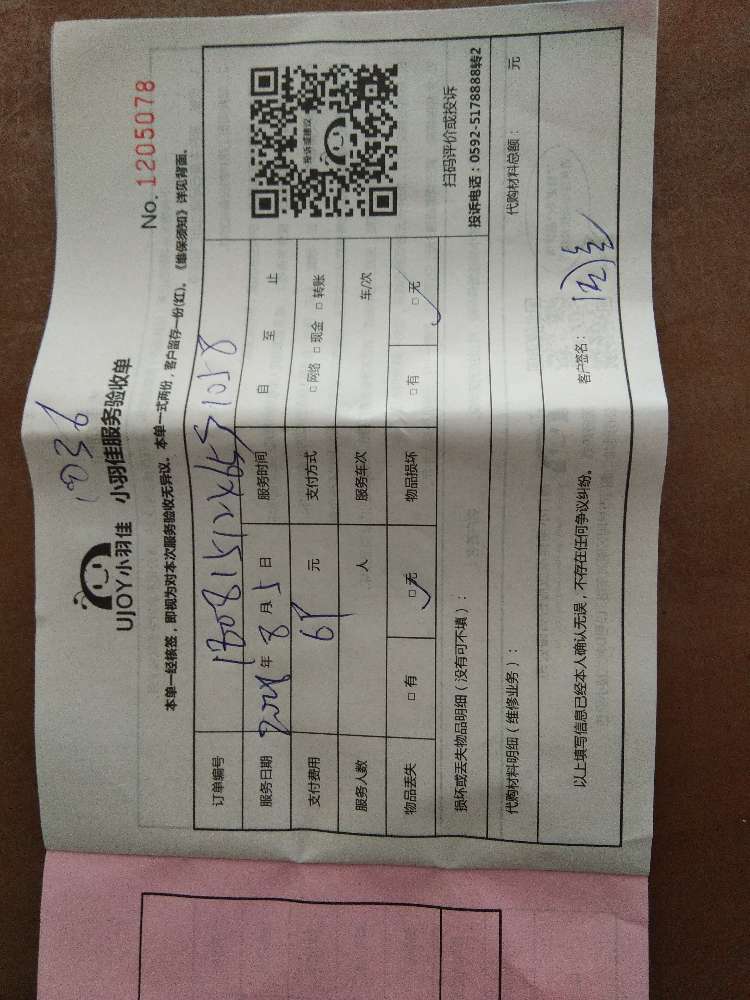 1036
UJOY小羽佳 小羽佳服务验收单
No. 1205078
本单一经核签，即视为对本次服务验收无异议。本单一式两份，客户留存一份(红)。《维保须知》详见背面。
订单编号
服务日期 年 8 月 5 日 服务时间 自 至 止
支付费用 元 支付方式 □ 网络 □ 现金 □ 转账
服务人数 人 服务车次 车/次
物品丢失 □ 有 □ 无 物品损坏 □ 有 □ 无
投诉或建议
扫码评价或投诉
投诉电话：0592-5178888转2
损坏或丢失物品明细（没有可不填）：
代购材料明细（维修业务）： 代购材料总额： 元
以上填写信息已经本人确认无误，不存在任何争议纠纷。 客户签名：